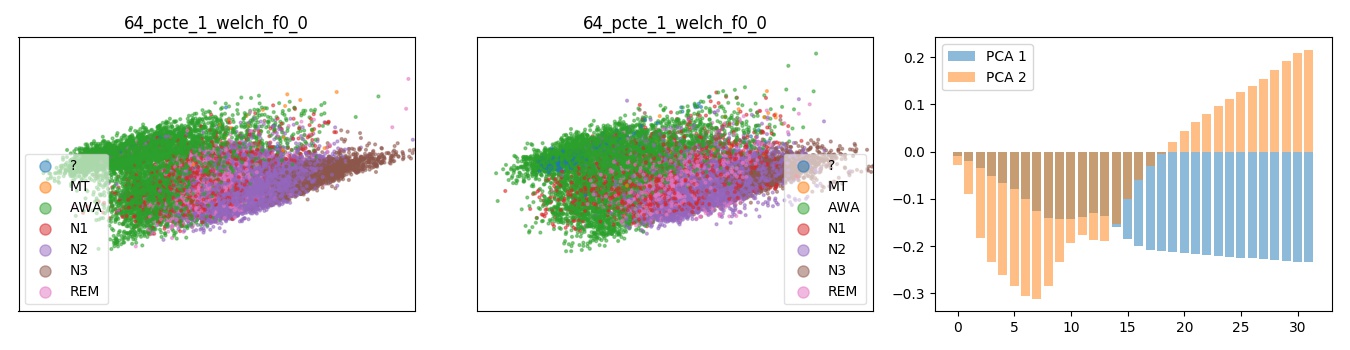 64_pcte_1_welch_f0_0
?
MT
AWA
N1
N2
N3
REM
64_pcte_1_welch_f0_0
?
MT
AWA
N1
N2
N3
REM
PCA 1
PCA 2
0.2
0.1
0.0
−0.1
−0.2
−0.3
0 5 10 15 20 25 30